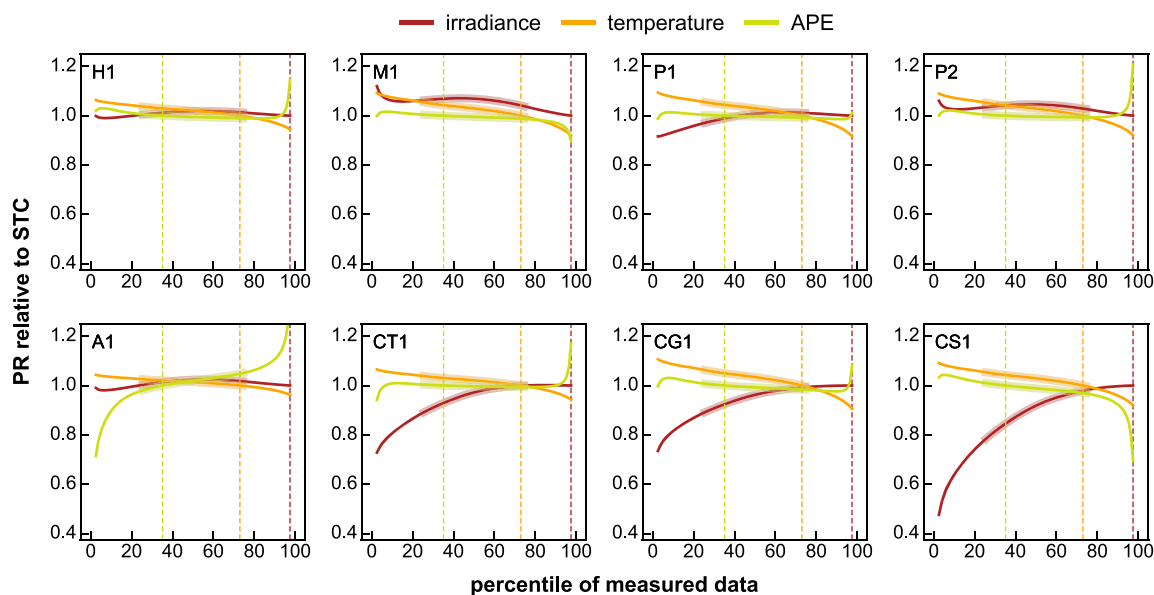 irradiance temperature APE
H1 M1 P1 P2
1.2 1.2 1.2 1.2
1.0 1.0 1.0 1.0
0.8 0.8 0.8 0.8
0.6 0.6 0.6 0.6
0.4 0.4 0.4 0.4
0 20 40 60 80 100 0 20 40 60 80 100 0 20 40 60 80 100 0 20 40 60 80 100
PR relative to STC
A1 CT1 CG1 CS1
1.2 1.2 1.2 1.2
1.0 1.0 1.0 1.0
0.8 0.8 0.8 0.8
0.6 0.6 0.6 0.6
0.4 0.4 0.4 0.4
0 20 40 60 80 100 0 20 40 60 80 100 0 20 40 60 80 100 0 20 40 60 80 100
percentile of measured data